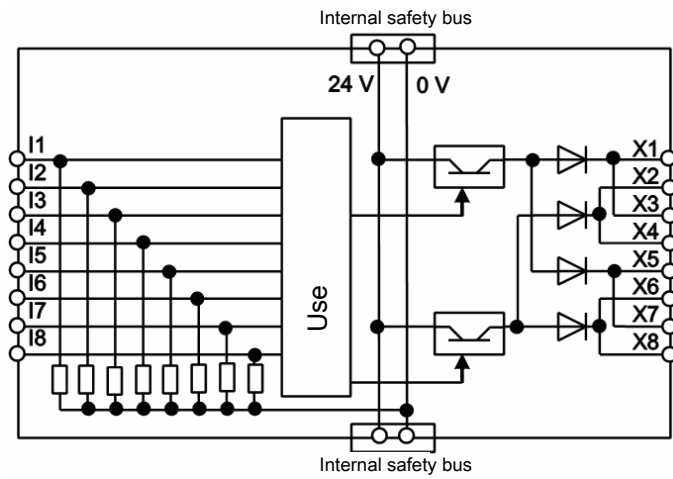 Internal safety bus
24 V 0 V
I1
I2
I3
I4
I5
I6
I7
I8
Use
X1
X2
X3
X4
X5
X6
X7
X8
Internal safety bus